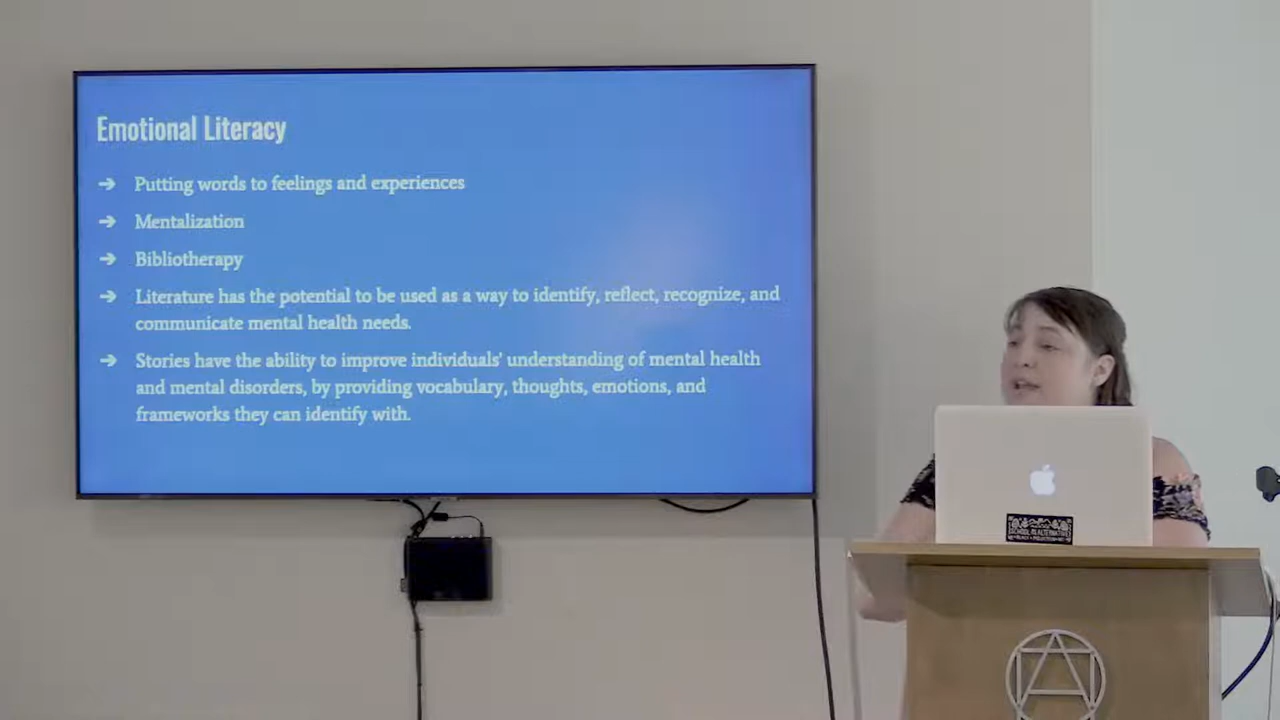 Emotional Literacy
➔ Putting words to feelings and experiences
➔ Mentalization
➔ Bibliotherapy
➔ Literature has the potential to be used as a way to identify, reflect, recognize, and
communicate mental health needs.
➔ Stories have the ability to improve individuals' understanding of mental health
and mental disorders, by providing vocabulary, thoughts, emotions, and
frameworks they can identify with.